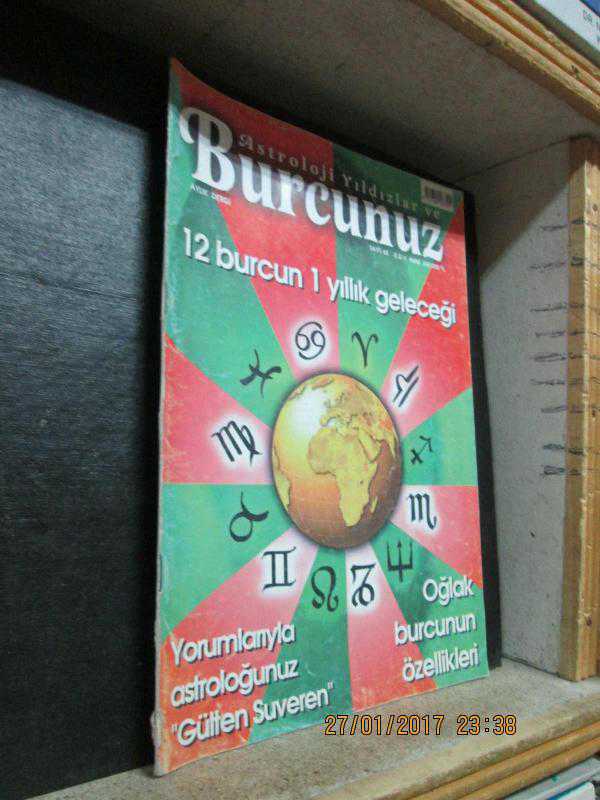 Astroloji Yıldızlar ve
Burcunuz
AYLIK DERGİ
12 burcun 1 yıllık geleceği
Oğlak
burcunun
özellikleri
Yorumlarıyla
astroloğunuz
"Gülten Suveren"
27/01/2017 23:38